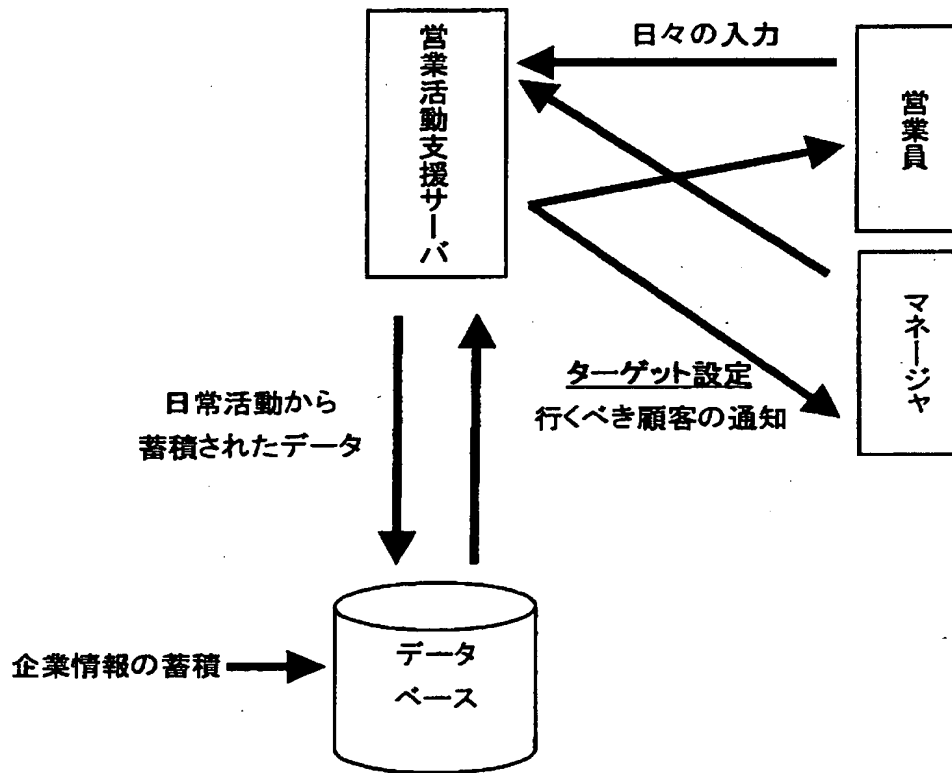 営業活動支援サーバ
日々の入力
営業員
マネージャ
ターゲット設定
行くべき顧客の通知
日常活動から
蓄積されたデータ
企業情報の蓄積
データ
ベース